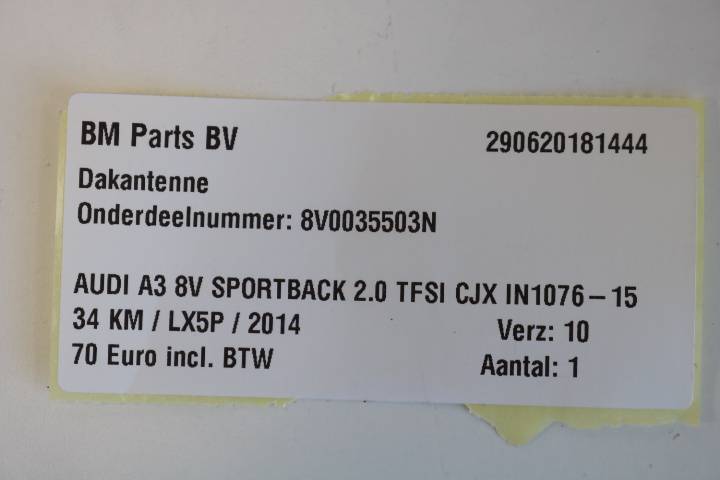 BM Parts BV 290620181444
Dakantenne
Onderdeelnummer: 8V0035503N
AUDI A3 8V SPORTBACK 2.0 TFSI CJX IN1076-15
34 KM / LX5P / 2014 Verz: 10
70 Euro incl. BTW Aantal: 1